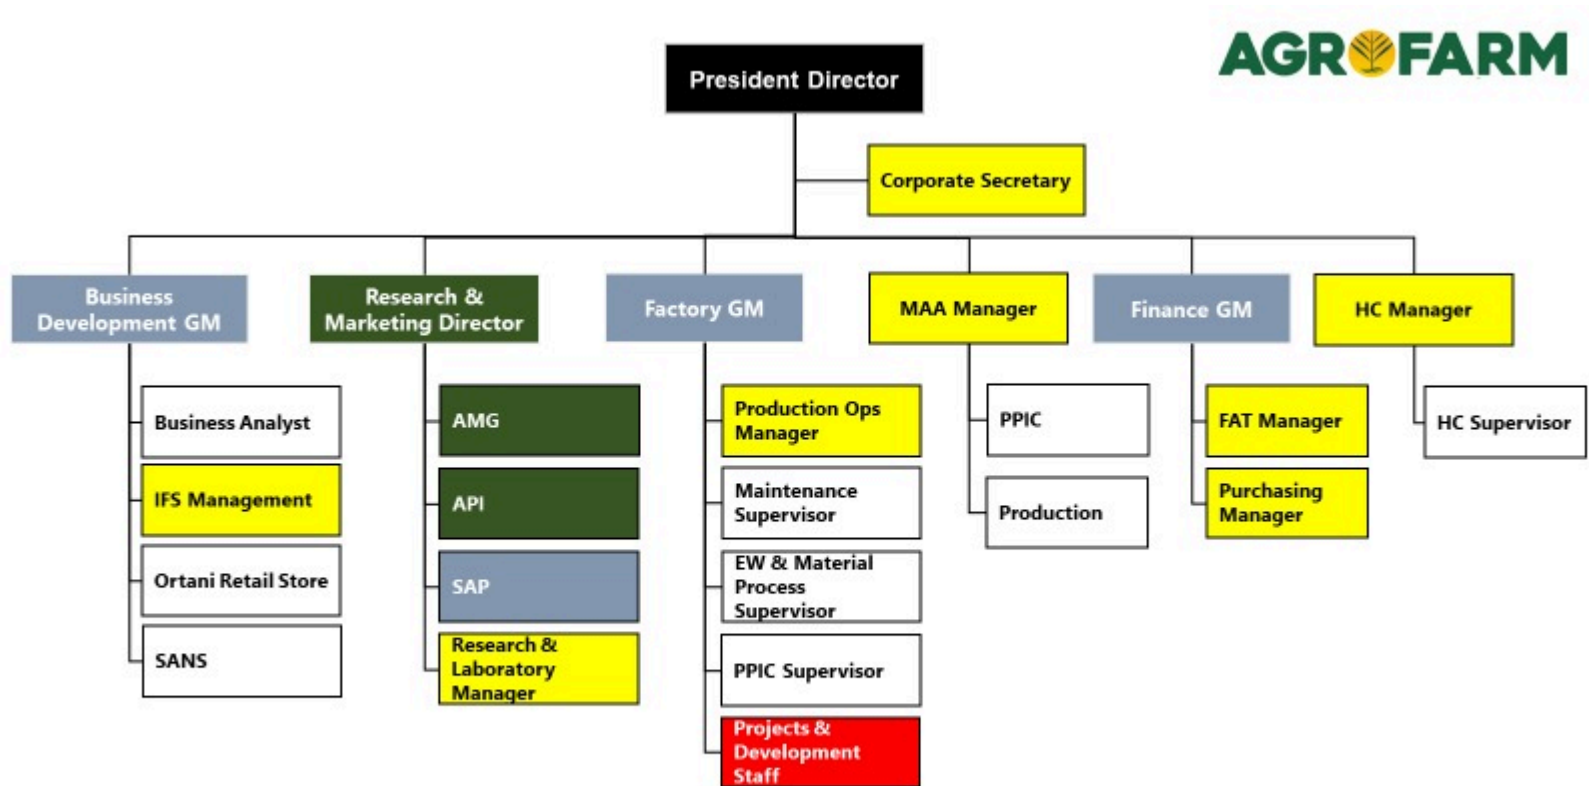 AGROFARM
President Director
Corporate Secretary
Business
Development GM
Research &
Marketing Director
Factory GM
MAA Manager
Finance GM
HC Manager
Business Analyst
IFS Management
Ortani Retail Store
SANS
AMG
API
SAP
Research &
Laboratory
Manager
Production Ops
Manager
Maintenance
Supervisor
EW & Material
Process
Supervisor
PPIC Supervisor
Projects &
Development
Staff
PPIC
Production
FAT Manager
Purchasing
Manager
HC Supervisor